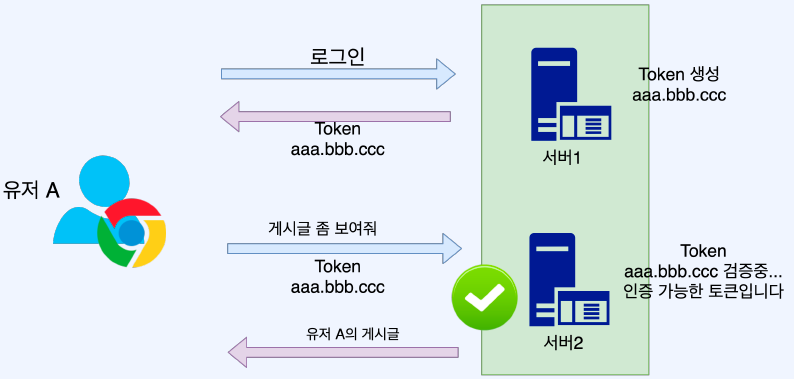 로그인
Token 생성
aaa.bbb.ccc
Token
aaa.bbb.ccc
서버1
유저 A
게시글 좀 보여줘
Token
aaa.bbb.ccc
Token
aaa.bbb.ccc 검증중...
인증 가능한 토큰입니다
유저 A의 게시글
서버2